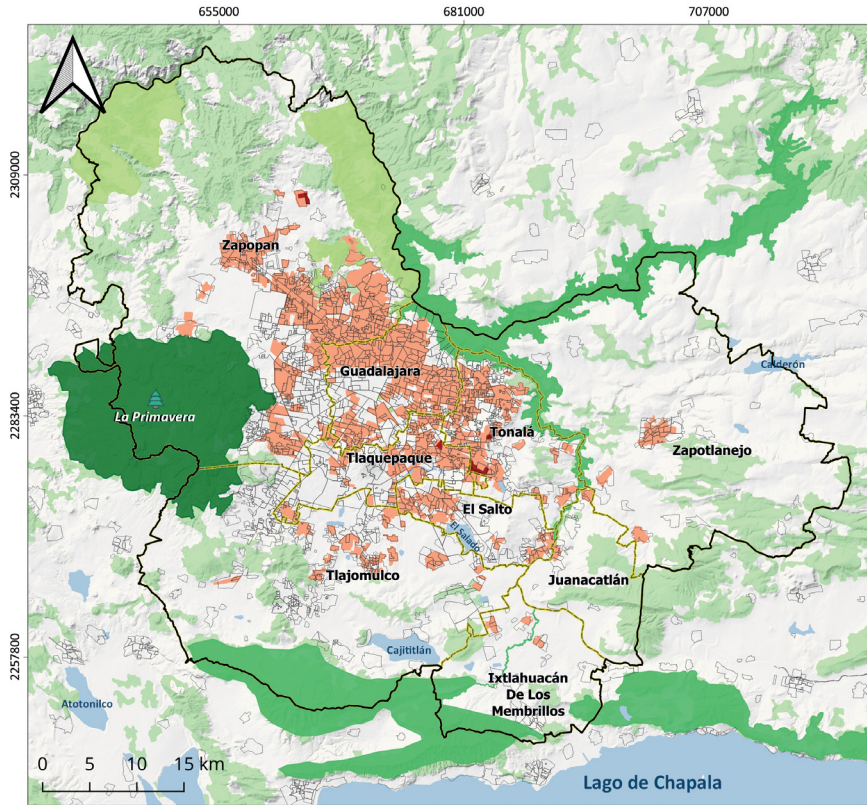 655000
681000
707000
2309000
2283400
2257800
Zapopan
Guadalajara
Calderón
La Primavera
Tonalá
Zapotlanejo
Tlaquepaque
El Salto
El Salado
Tlajomulco
Juanacatlán
Cajititlán
Ixtlahuacán
De Los
Membrillos
Atotonilco
0 5 10 15 km
Lago de Chapala